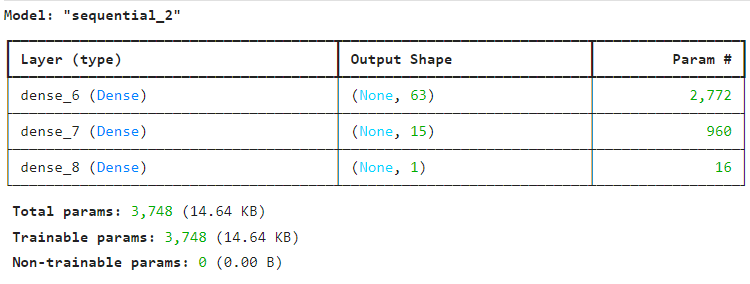 Model: "sequential_2"
Layer (type) Output Shape Param #
dense_6 (Dense) (None, 63) 2,772
dense_7 (Dense) (None, 15) 960
dense_8 (Dense) (None, 1) 16
Total params: 3,748 (14.64 KB)
Trainable params: 3,748 (14.64 KB)
Non-trainable params: 0 (0.00 B)